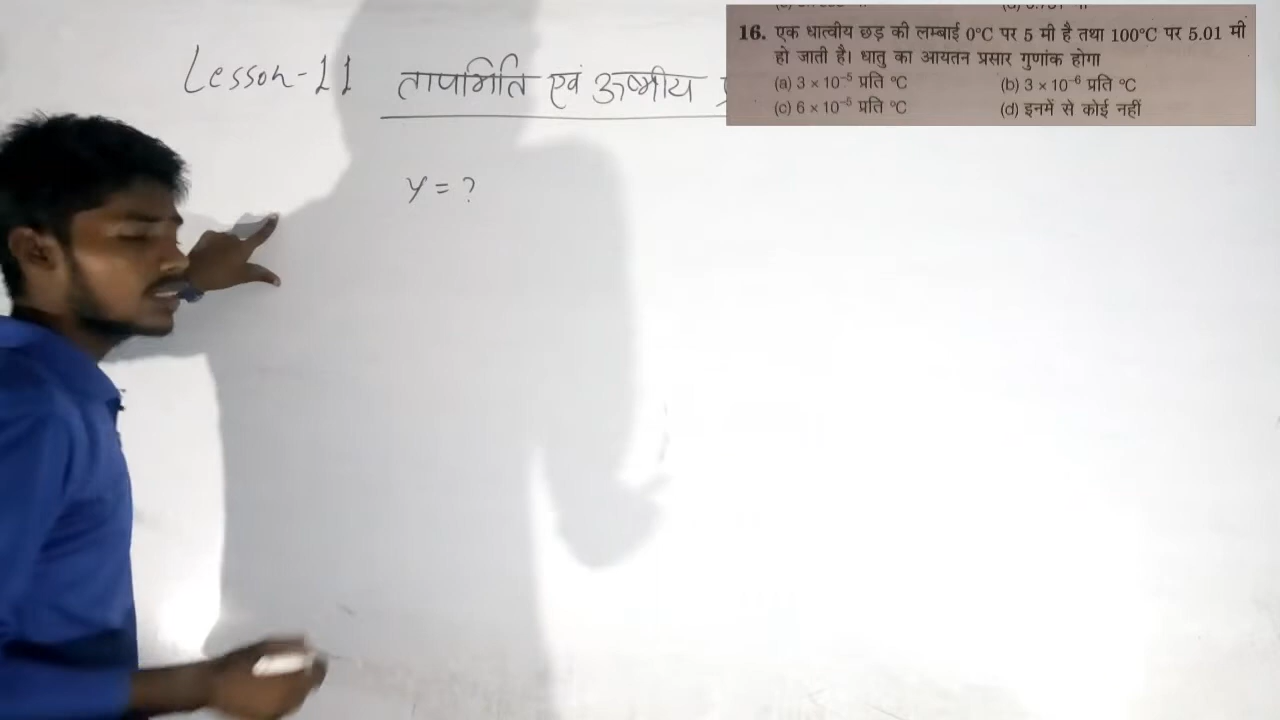 16. एक धात्वीय छड़ की लम्बाई 0°C पर 5 मी है तथा 100°C पर 5.01 मी
हो जाती है। धातु का आयतन प्रसार गुणांक होगा
(a) 3 × 10⁻⁵ प्रति °C (b) 3 × 10⁻⁶ प्रति °C
(c) 6 × 10⁻⁵ प्रति °C (d) इनमें से कोई नहीं
Lesson-11 तापमिति एवं ऊष्मीय
γ = ?